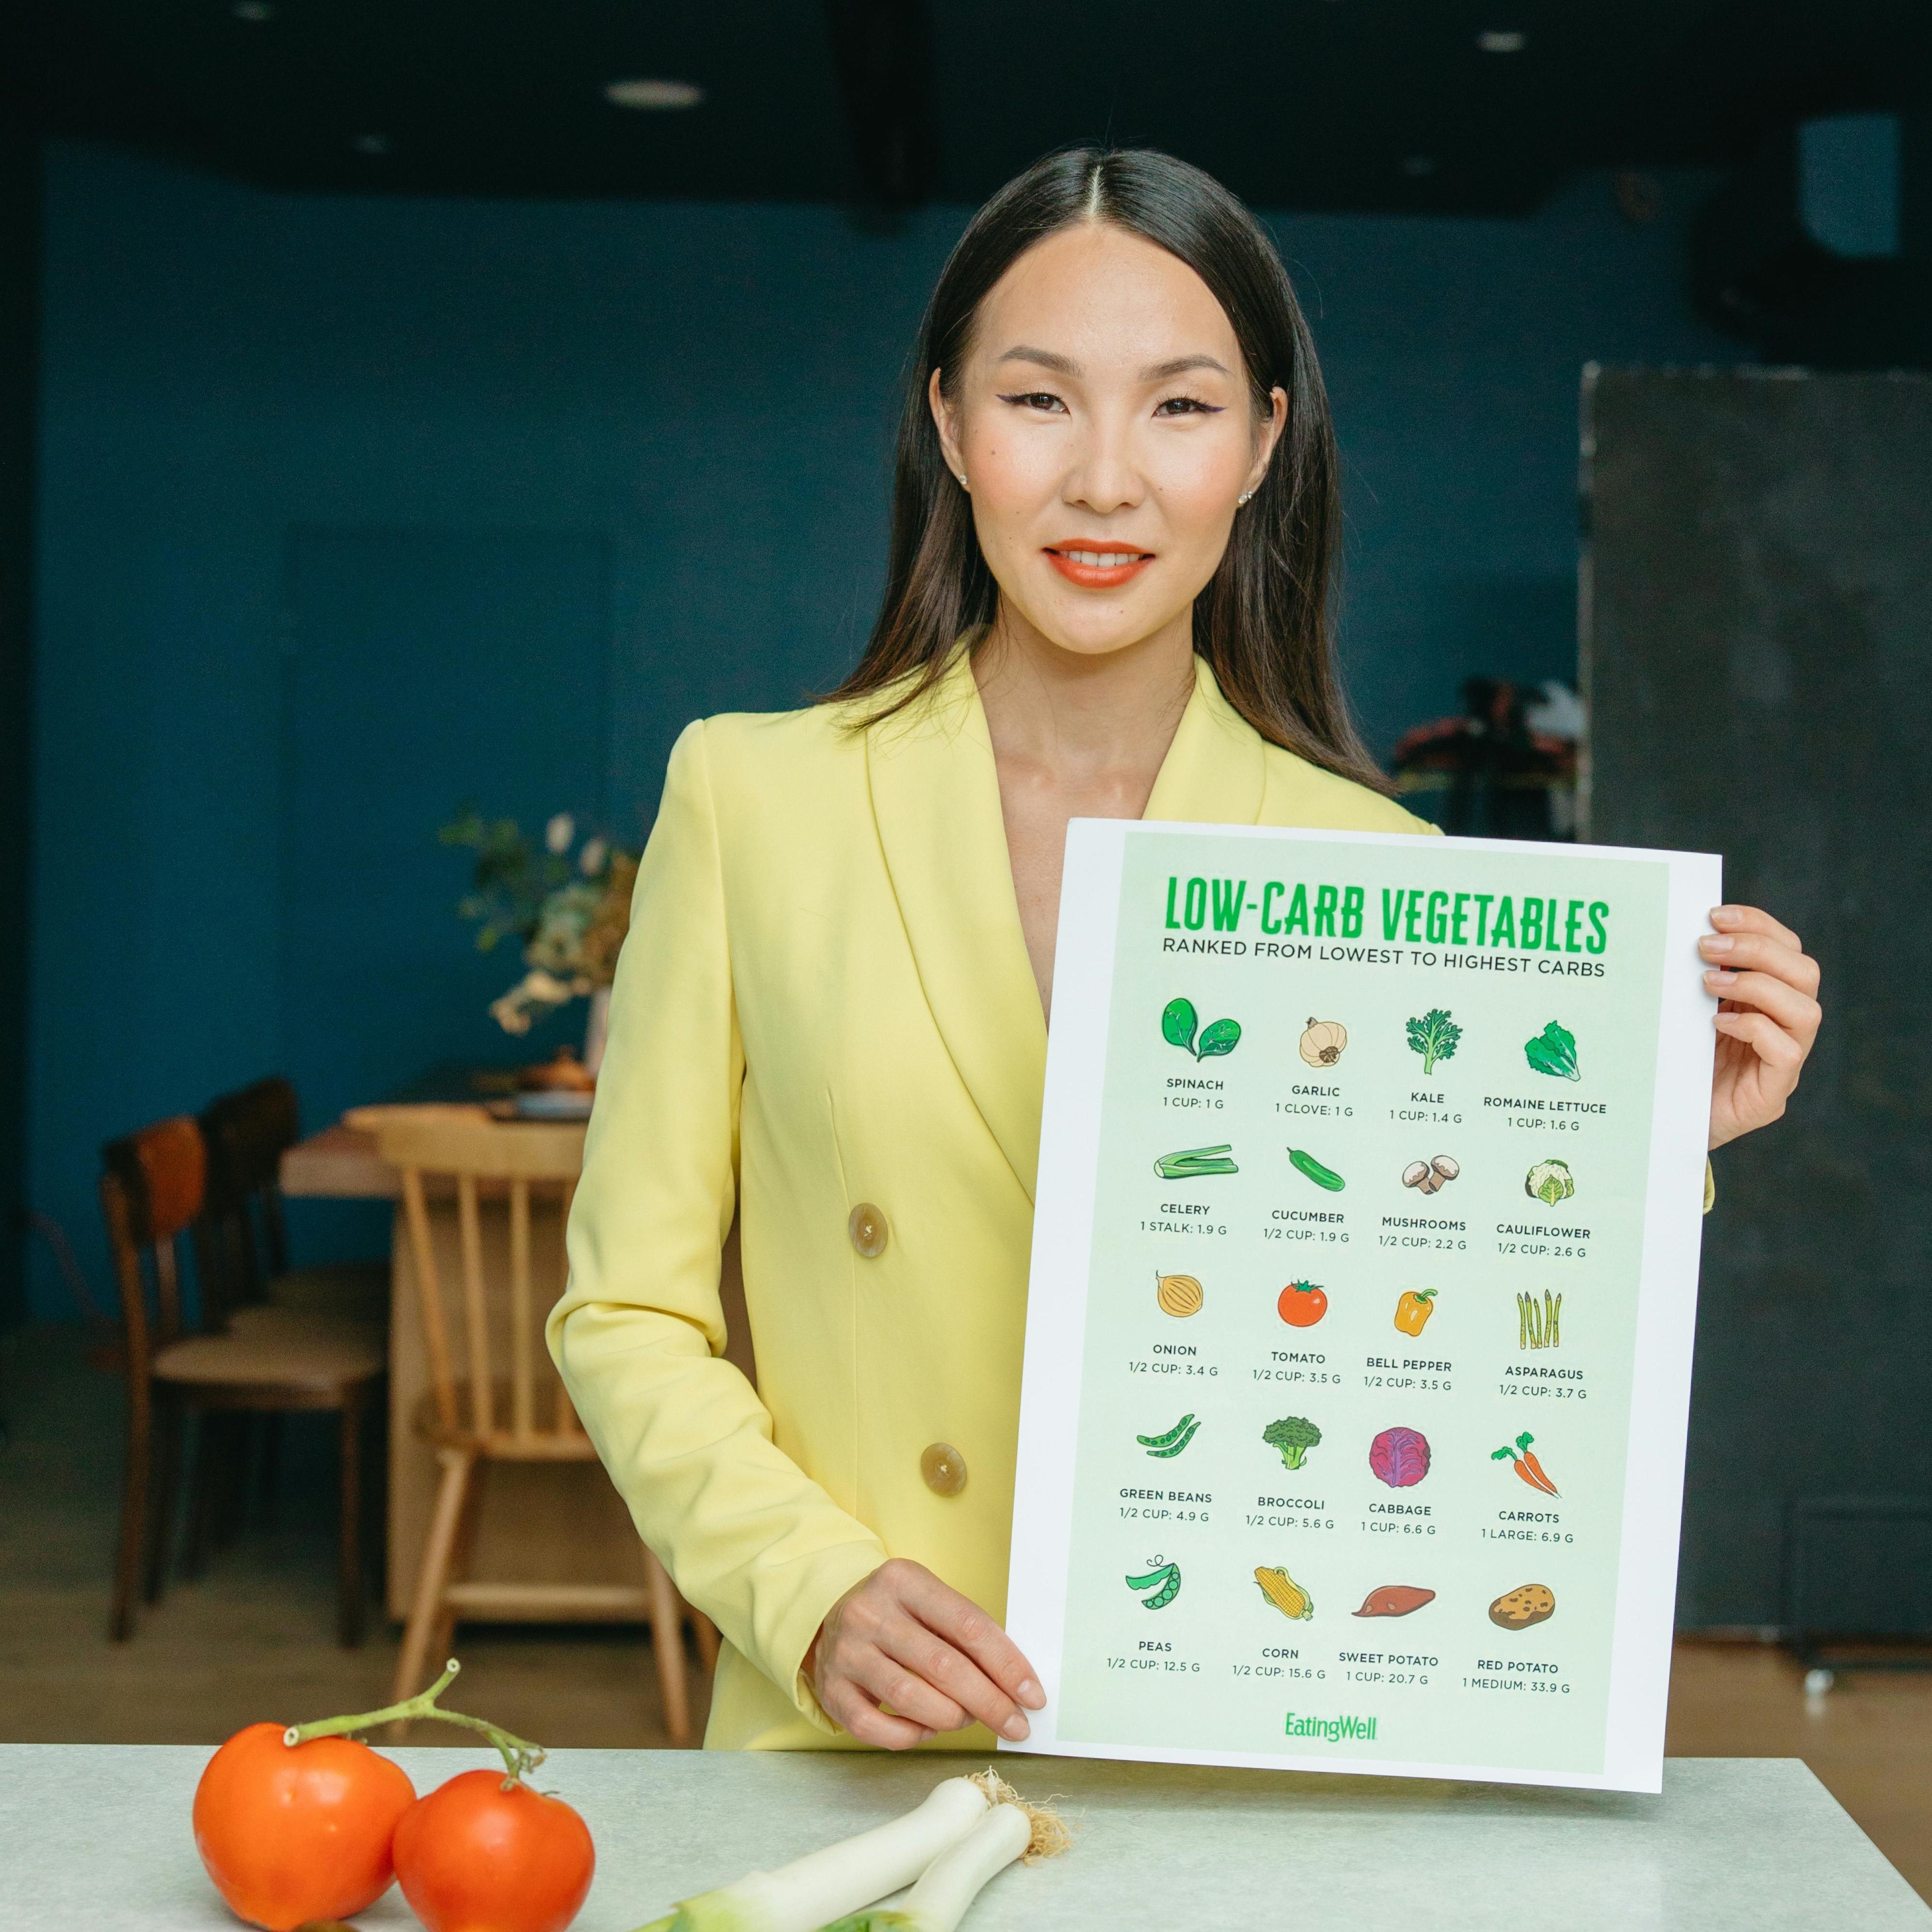 LOW-CARB VEGETABLES
RANKED FROM LOWEST TO HIGHEST CARBS
SPINACH
1 CUP: 1 G
GARLIC
1 CLOVE: 1 G
KALE
1 CUP: 1.4 G
ROMAINE LETTUCE
1 CUP: 1.6 G
CELERY
1 STALK: 1.9 G
CUCUMBER
1/2 CUP: 1.9 G
MUSHROOMS
1/2 CUP: 2.2 G
CAULIFLOWER
1/2 CUP: 2.6 G
ONION
1/2 CUP: 3.4 G
TOMATO
1/2 CUP: 3.5 G
BELL PEPPER
1/2 CUP: 3.5 G
ASPARAGUS
1/2 CUP: 3.7 G
GREEN BEANS
1/2 CUP: 4.9 G
BROCCOLI
1/2 CUP: 5.6 G
CABBAGE
1 CUP: 6.6 G
CARROTS
1 LARGE: 6.9 G
PEAS
1/2 CUP: 12.5 G
CORN
1/2 CUP: 15.6 G
SWEET POTATO
1 CUP: 20.7 G
RED POTATO
1 MEDIUM: 33.9 G
EatingWell